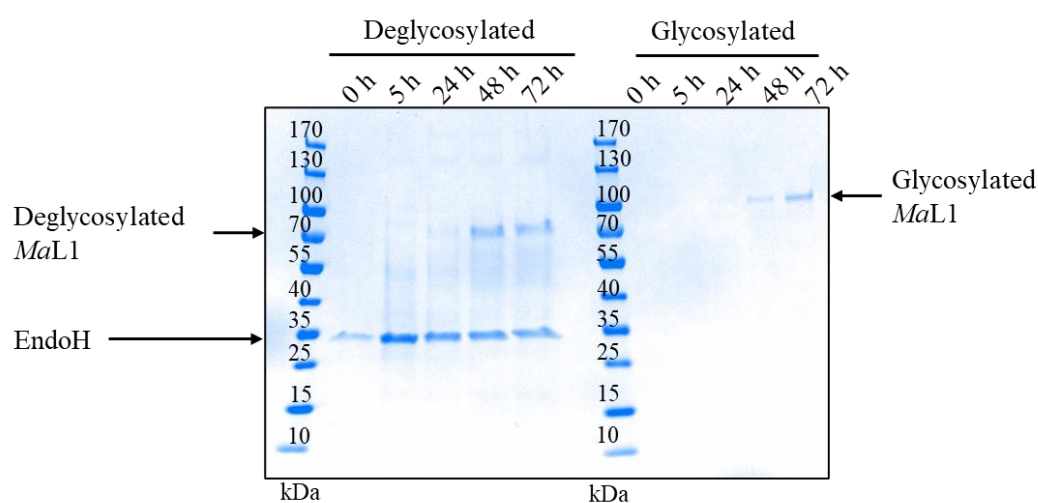 Deglycosylated Glycosylated
0 h 5 h 24 h 48 h 72 h 0 h 5 h 24 h 48 h 72 h
170 170
130 130
100 100
Glycosylated
MaL1
Deglycosylated
MaL1
70 70
55 55
40 40
35 35
EndoH
25 25
15 15
10 10
kDa kDa